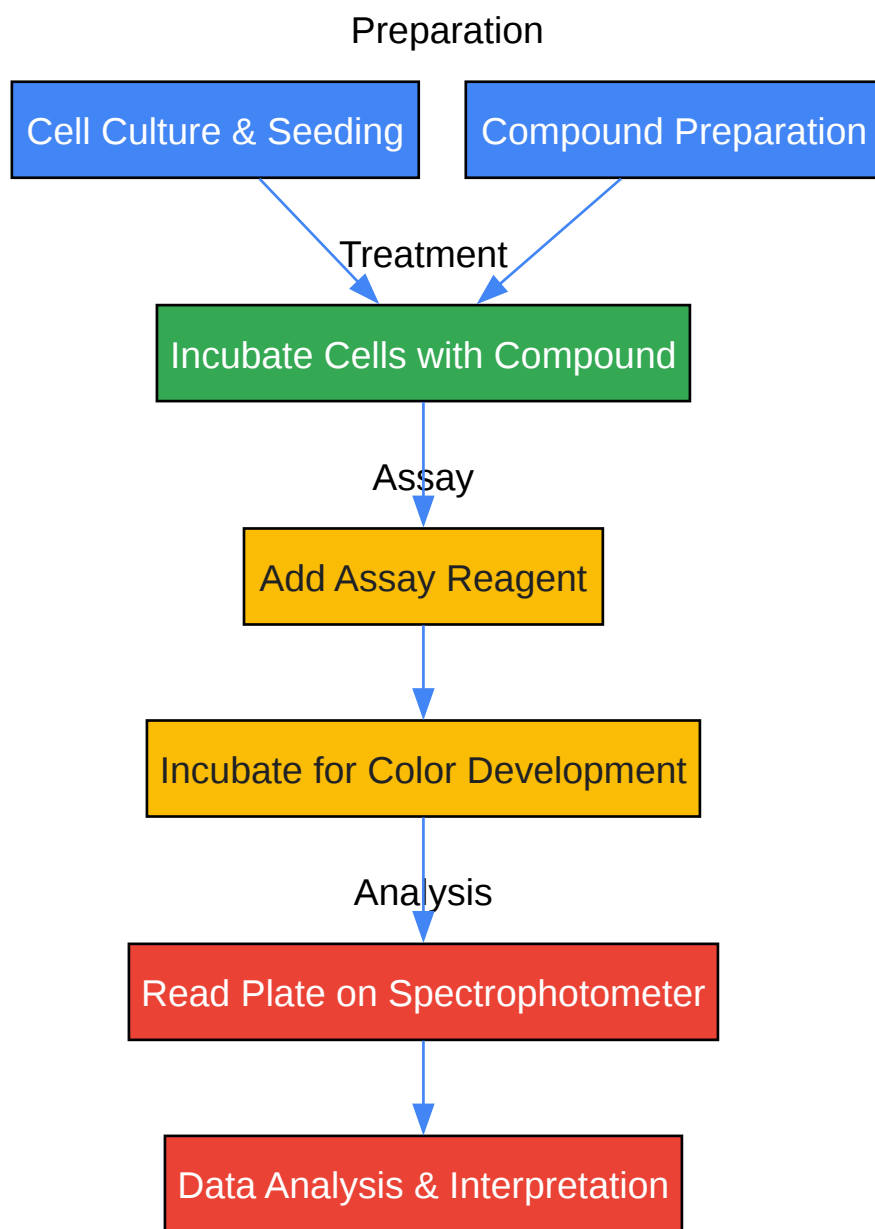 Preparation
Cell Culture & Seeding
Compound Preparation
Treatment
Incubate Cells with Compound
Assay
Add Assay Reagent
Incubate for Color Development
Analysis
Read Plate on Spectrophotometer
Data Analysis & Interpretation